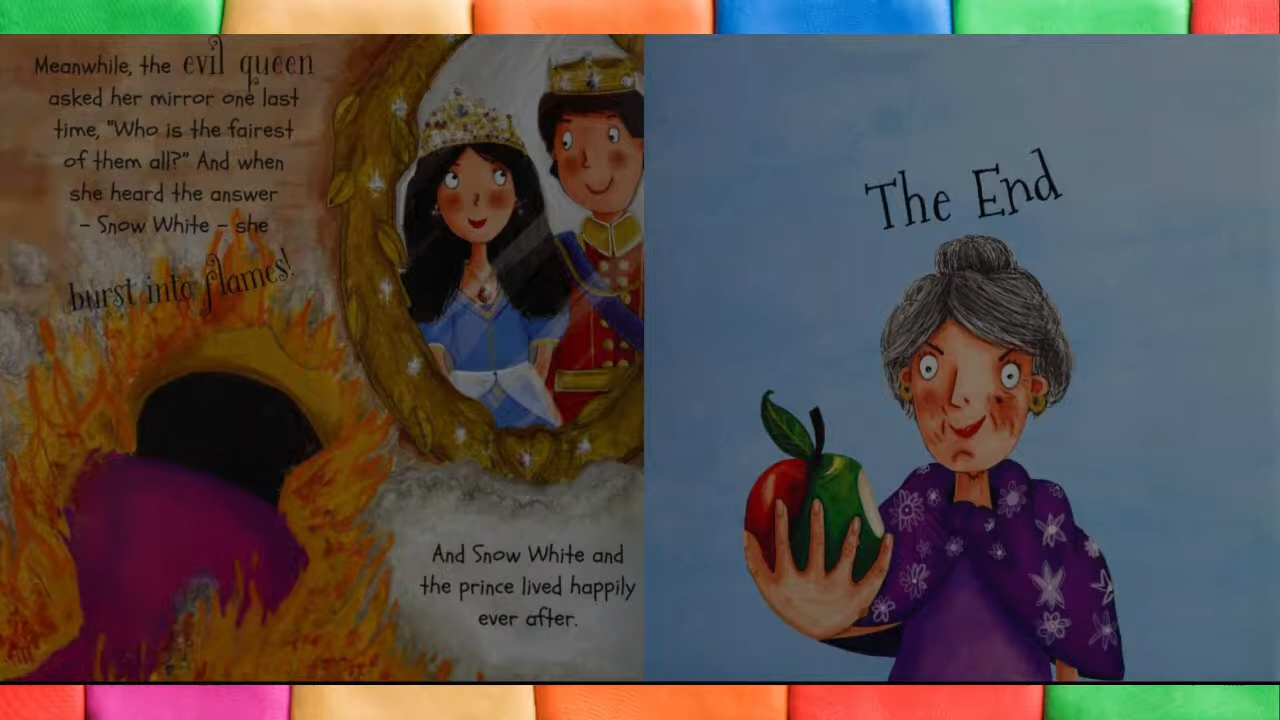 Meanwhile, the evil queen
asked her mirror one last
time, "Who is the fairest
of them all?" And when
she heard the answer
– Snow White – she
burst into flames!
And Snow White and
the prince lived happily
ever after.
The End